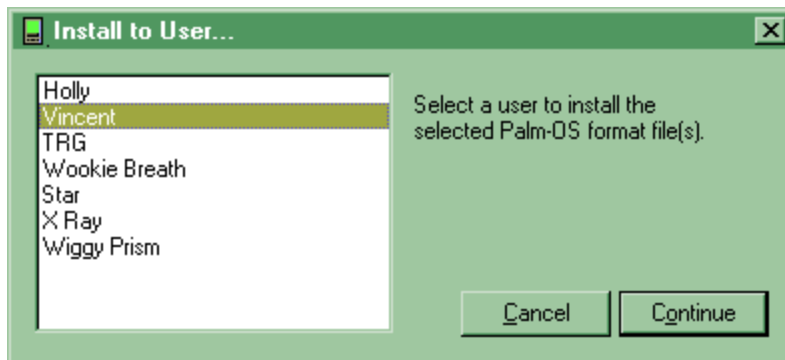 Install to User...
Holly
Vincent
TRG
Wookie Breath
Star
X Ray
Wiggy Prism
Select a user to install the
selected Palm-OS format file(s).
Cancel
Continue